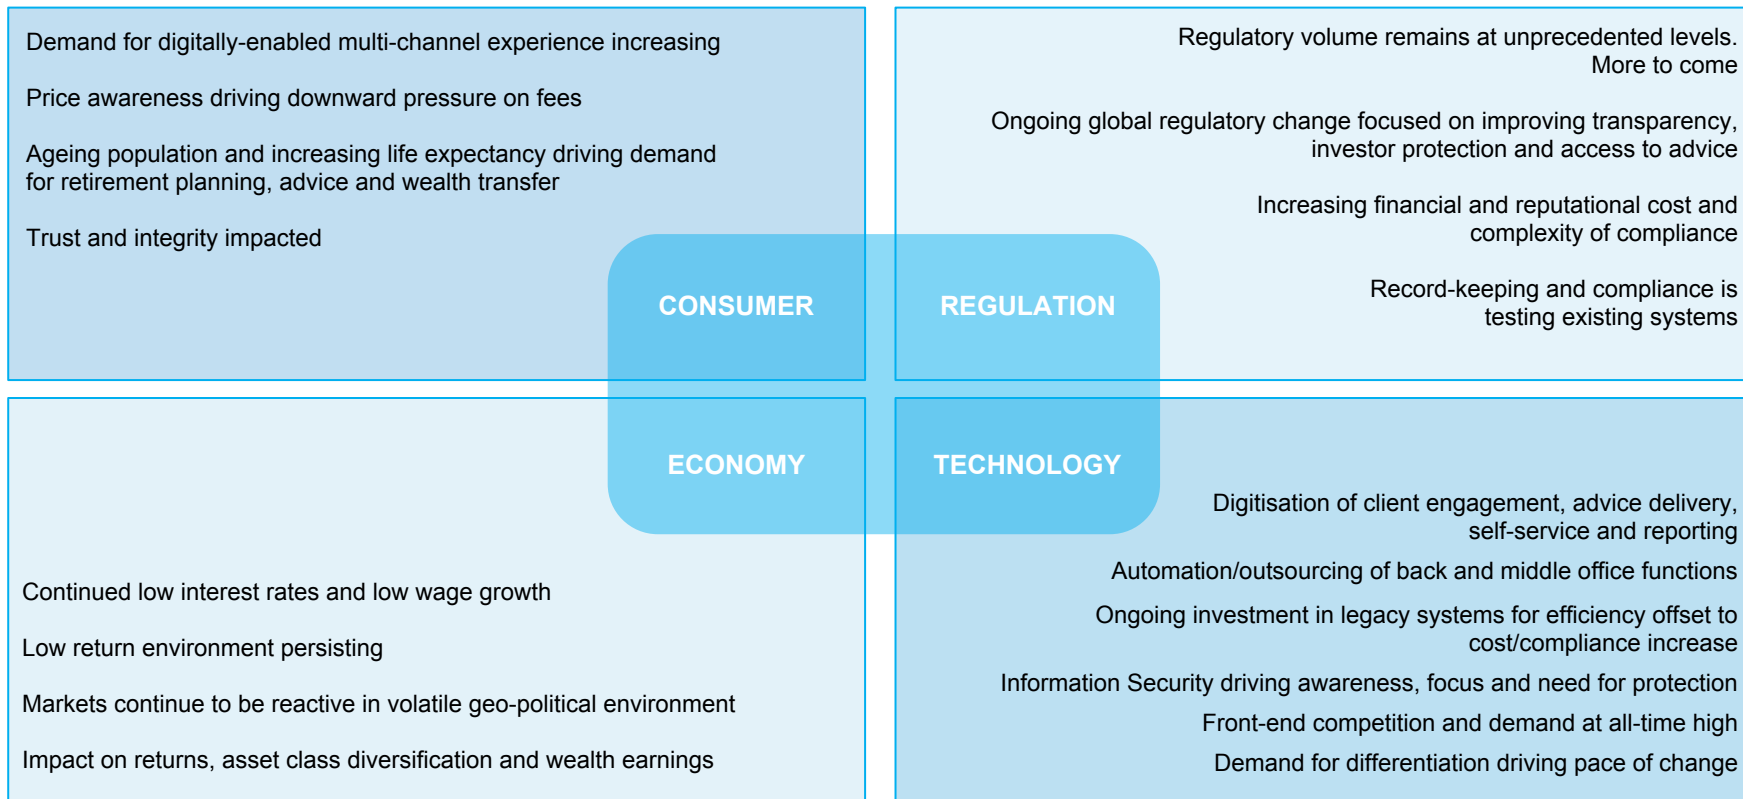 Demand for digitally-enabled multi-channel experience increasing
Price awareness driving downward pressure on fees
Ageing population and increasing life expectancy driving demand
for retirement planning, advice and wealth transfer
Trust and integrity impacted
CONSUMER
Regulatory volume remains at unprecedented levels.
More to come
Ongoing global regulatory change focused on improving transparency,
investor protection and access to advice
Increasing financial and reputational cost and
complexity of compliance
Record-keeping and compliance is
testing existing systems
REGULATION
ECONOMY
Continued low interest rates and low wage growth
Low return environment persisting
Markets continue to be reactive in volatile geo-political environment
Impact on returns, asset class diversification and wealth earnings
TECHNOLOGY
Digitisation of client engagement, advice delivery,
self-service and reporting
Automation/outsourcing of back and middle office functions
Ongoing investment in legacy systems for efficiency offset to
cost/compliance increase
Information Security driving awareness, focus and need for protection
Front-end competition and demand at all-time high
Demand for differentiation driving pace of change